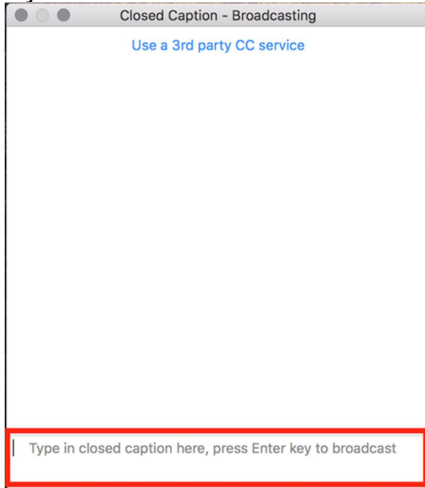 Closed Caption - Broadcasting
Use a 3rd party CC service
Type in closed caption here, press Enter key to broadcast